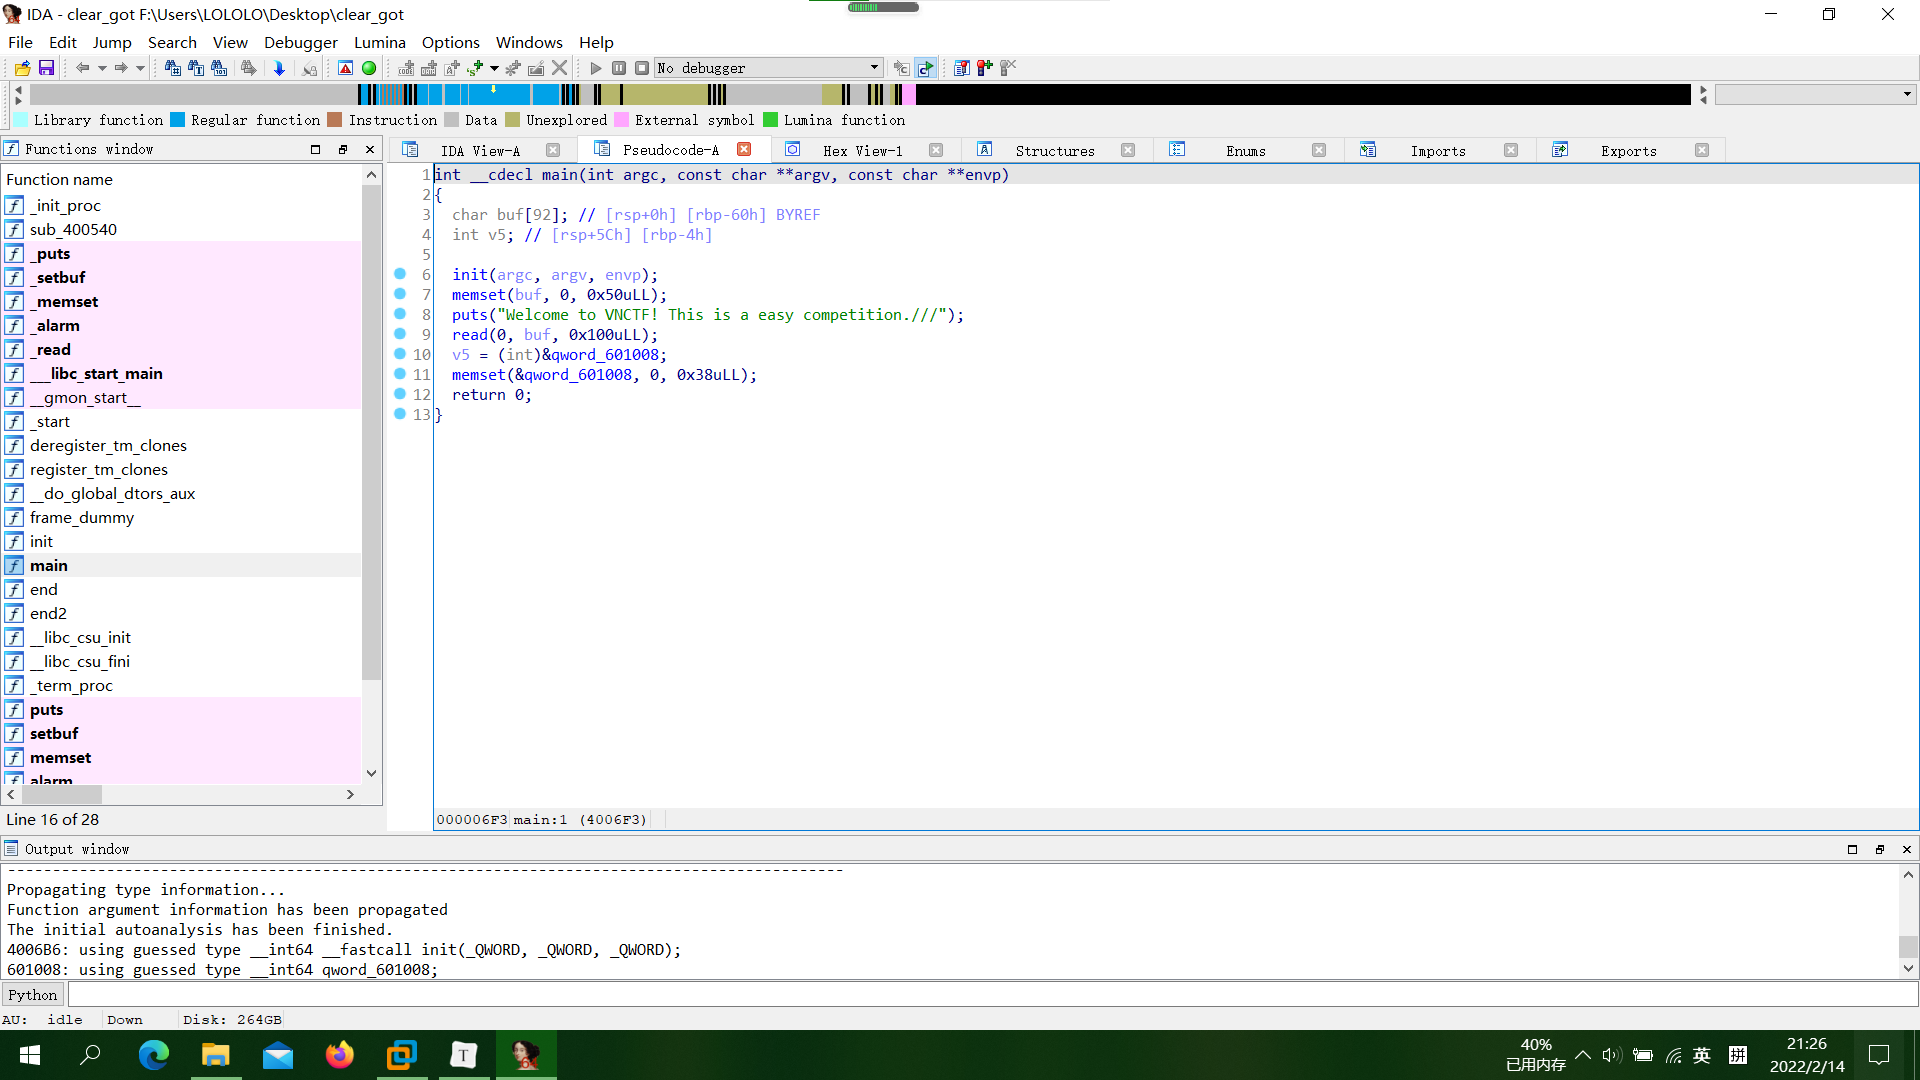 IDA - clear_got F:\Users\LOLOLO\Desktop\clear_got
File Edit Jump Search View Debugger Lumina Options Windows Help
No debugger
Library function Regular function Instruction Data Unexplored External symbol Lumina function
Functions window
IDA View-A Pseudocode-A Hex View-1 Structures Enums Imports Exports
Function name
_init_proc
sub_400540
_puts
_setbuf
_memset
_alarm
_read
___libc_start_main
__gmon_start__
_start
deregister_tm_clones
register_tm_clones
__do_global_dtors_aux
frame_dummy
init
main
end
end2
__libc_csu_init
__libc_csu_fini
_term_proc
puts
setbuf
memset
alarm
Line 16 of 28
1 int __cdecl main(int argc, const char **argv, const char **envp)
2 {
3 char buf[92]; // [rsp+0h] [rbp-60h] BYREF
4 int v5; // [rsp+5Ch] [rbp-4h]
5
6 init(argc, argv, envp);
7 memset(buf, 0, 0x50uLL);
8 puts("Welcome to VNCTF! This is a easy competition.///");
9 read(0, buf, 0x100uLL);
10 v5 = (int)&qword_601008;
11 memset(&qword_601008, 0, 0x38uLL);
12 return 0;
13 }
000006F3 main:1 (4006F3)
Output window
Propagating type information...
Function argument information has been propagated
The initial autoanalysis has been finished.
4006B6: using guessed type __int64 __fastcall init(_QWORD, _QWORD, _QWORD);
601008: using guessed type __int64 qword_601008;
Python
AU: idle Down Disk: 264GB
40%
已用内存
英
拼
21:26
2022/2/14